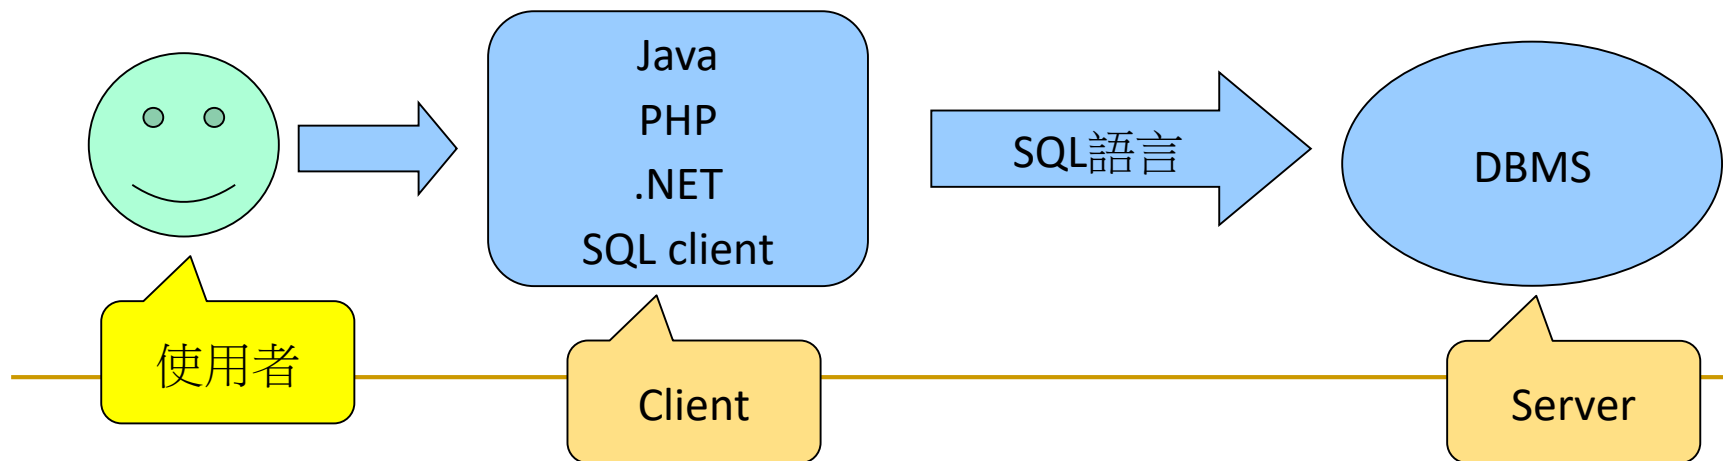 Java
PHP
.NET
SQL client
SQL語言
DBMS
使用者
Client
Server